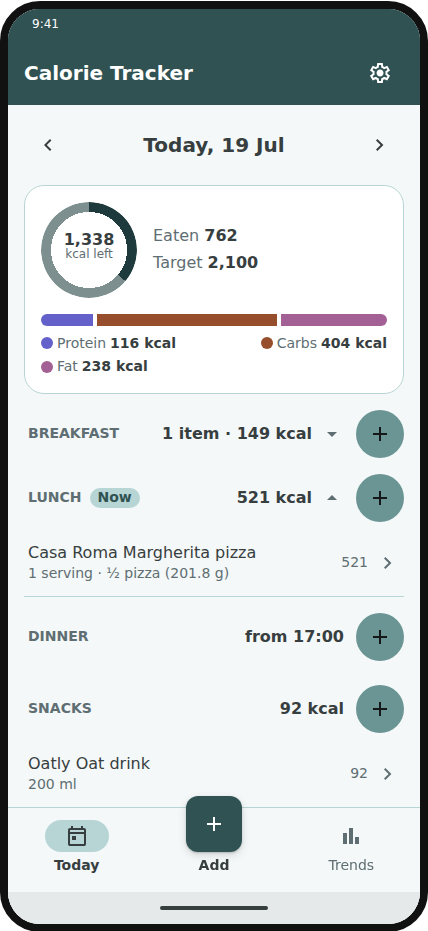 9:41
Calorie Tracker
Today, 19 Jul
1,338
kcal left
Eaten 762
Target 2,100
Protein 116 kcal
Carbs 404 kcal
Fat 238 kcal
BREAKFAST 1 item · 149 kcal
LUNCH Now 521 kcal
Casa Roma Margherita pizza
1 serving · ½ pizza (201.8 g)
521
DINNER from 17:00
SNACKS 92 kcal
Oatly Oat drink
200 ml
92
Today
Add
Trends